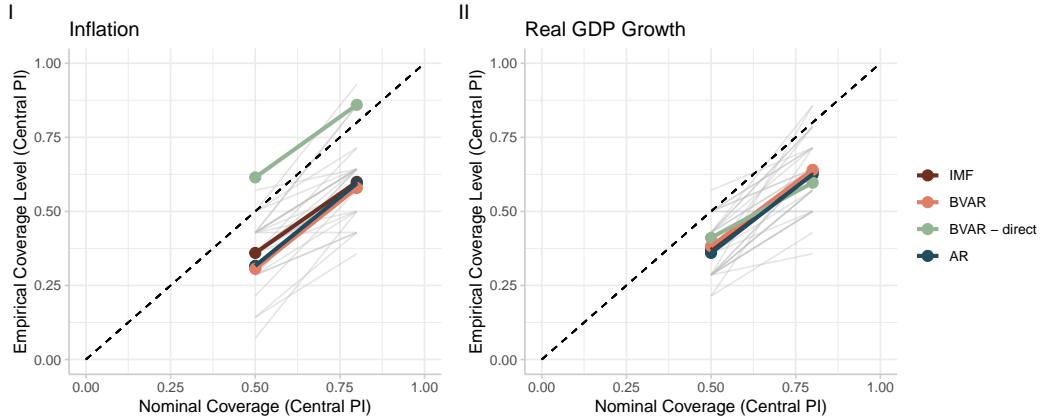 I
Inflation
Empirical Coverage Level (Central PI)
1.00
0.75
0.50
0.25
0.00
0.00 0.25 0.50 0.75 1.00
Nominal Coverage (Central PI)
II
Real GDP Growth
Empirical Coverage Level (Central PI)
1.00
0.75
0.50
0.25
0.00
0.00 0.25 0.50 0.75 1.00
Nominal Coverage (Central PI)
IMF
BVAR
BVAR − direct
AR